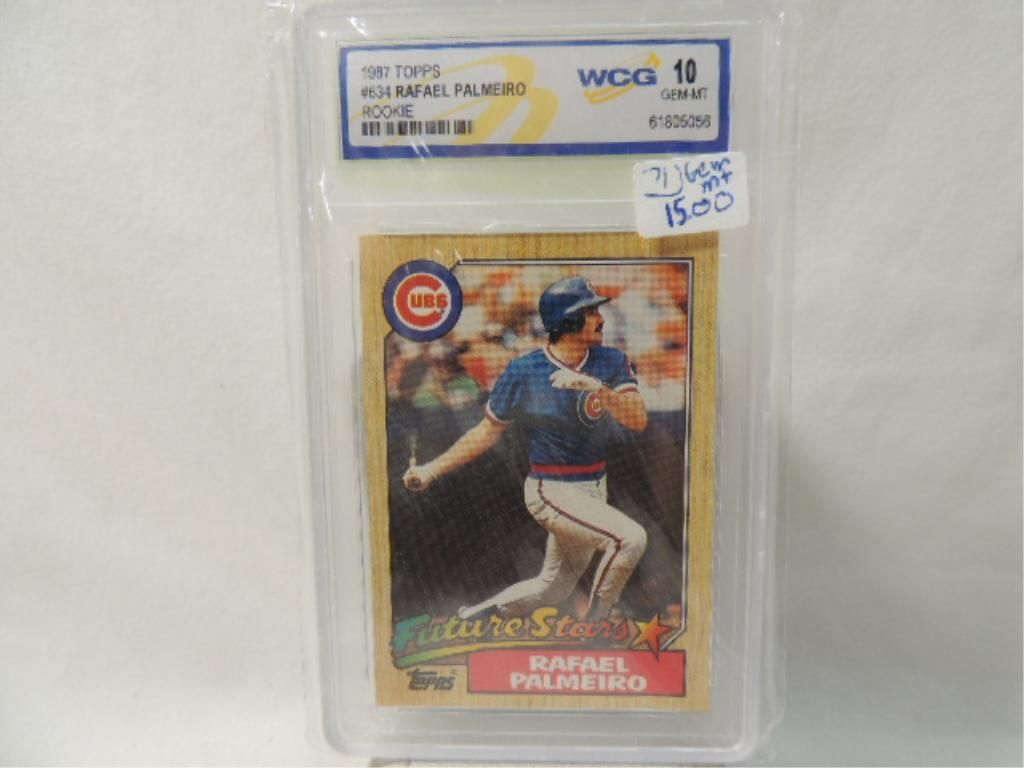 1987 TOPPS
#634 RAFAEL PALMEIRO
ROOKIE
WCG 10
GEM-MT
61805056
Gem
mt
15.00
CUBS
C
Future Stars
topps
RAFAEL
PALMEIRO